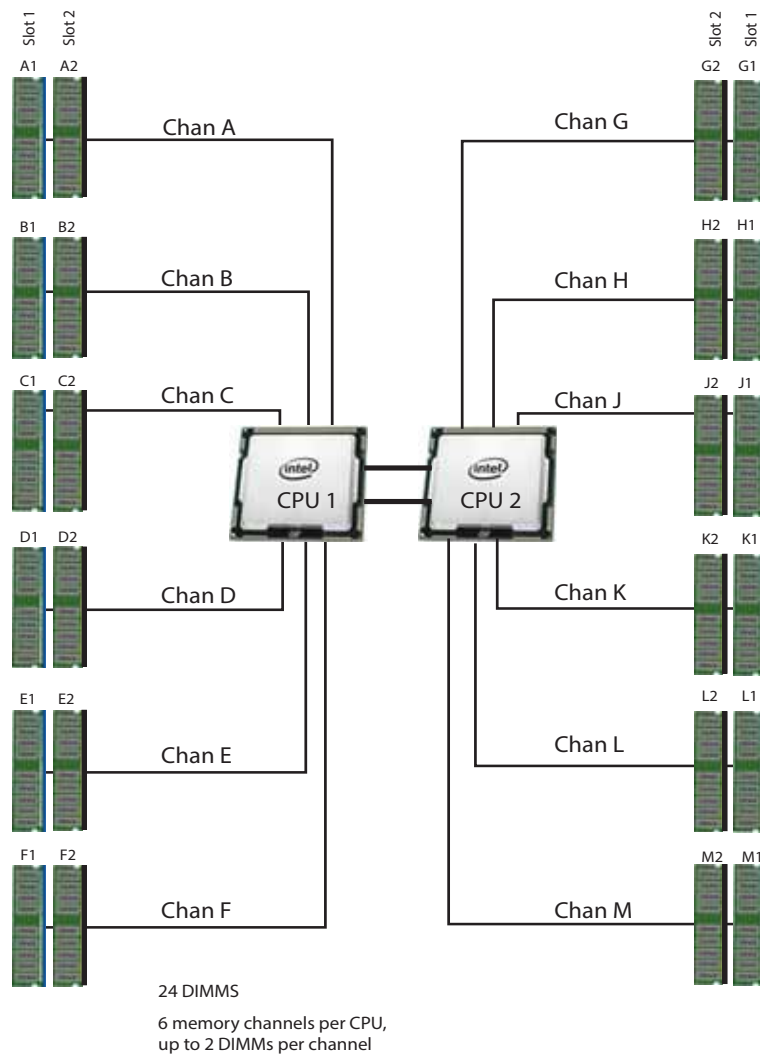 Slot 1
Slot 2
Slot 2
Slot 1
A1 A2
G2 G1
Chan A
Chan G
B1 B2
H2 H1
Chan B
Chan H
C1 C2
J2 J1
Chan C
Chan J
intel
CPU 1
intel
CPU 2
D1 D2
K2 K1
Chan D
Chan K
E1 E2
L2 L1
Chan E
Chan L
F1 F2
M2 M1
Chan F
Chan M
24 DIMMS
6 memory channels per CPU,
up to 2 DIMMs per channel